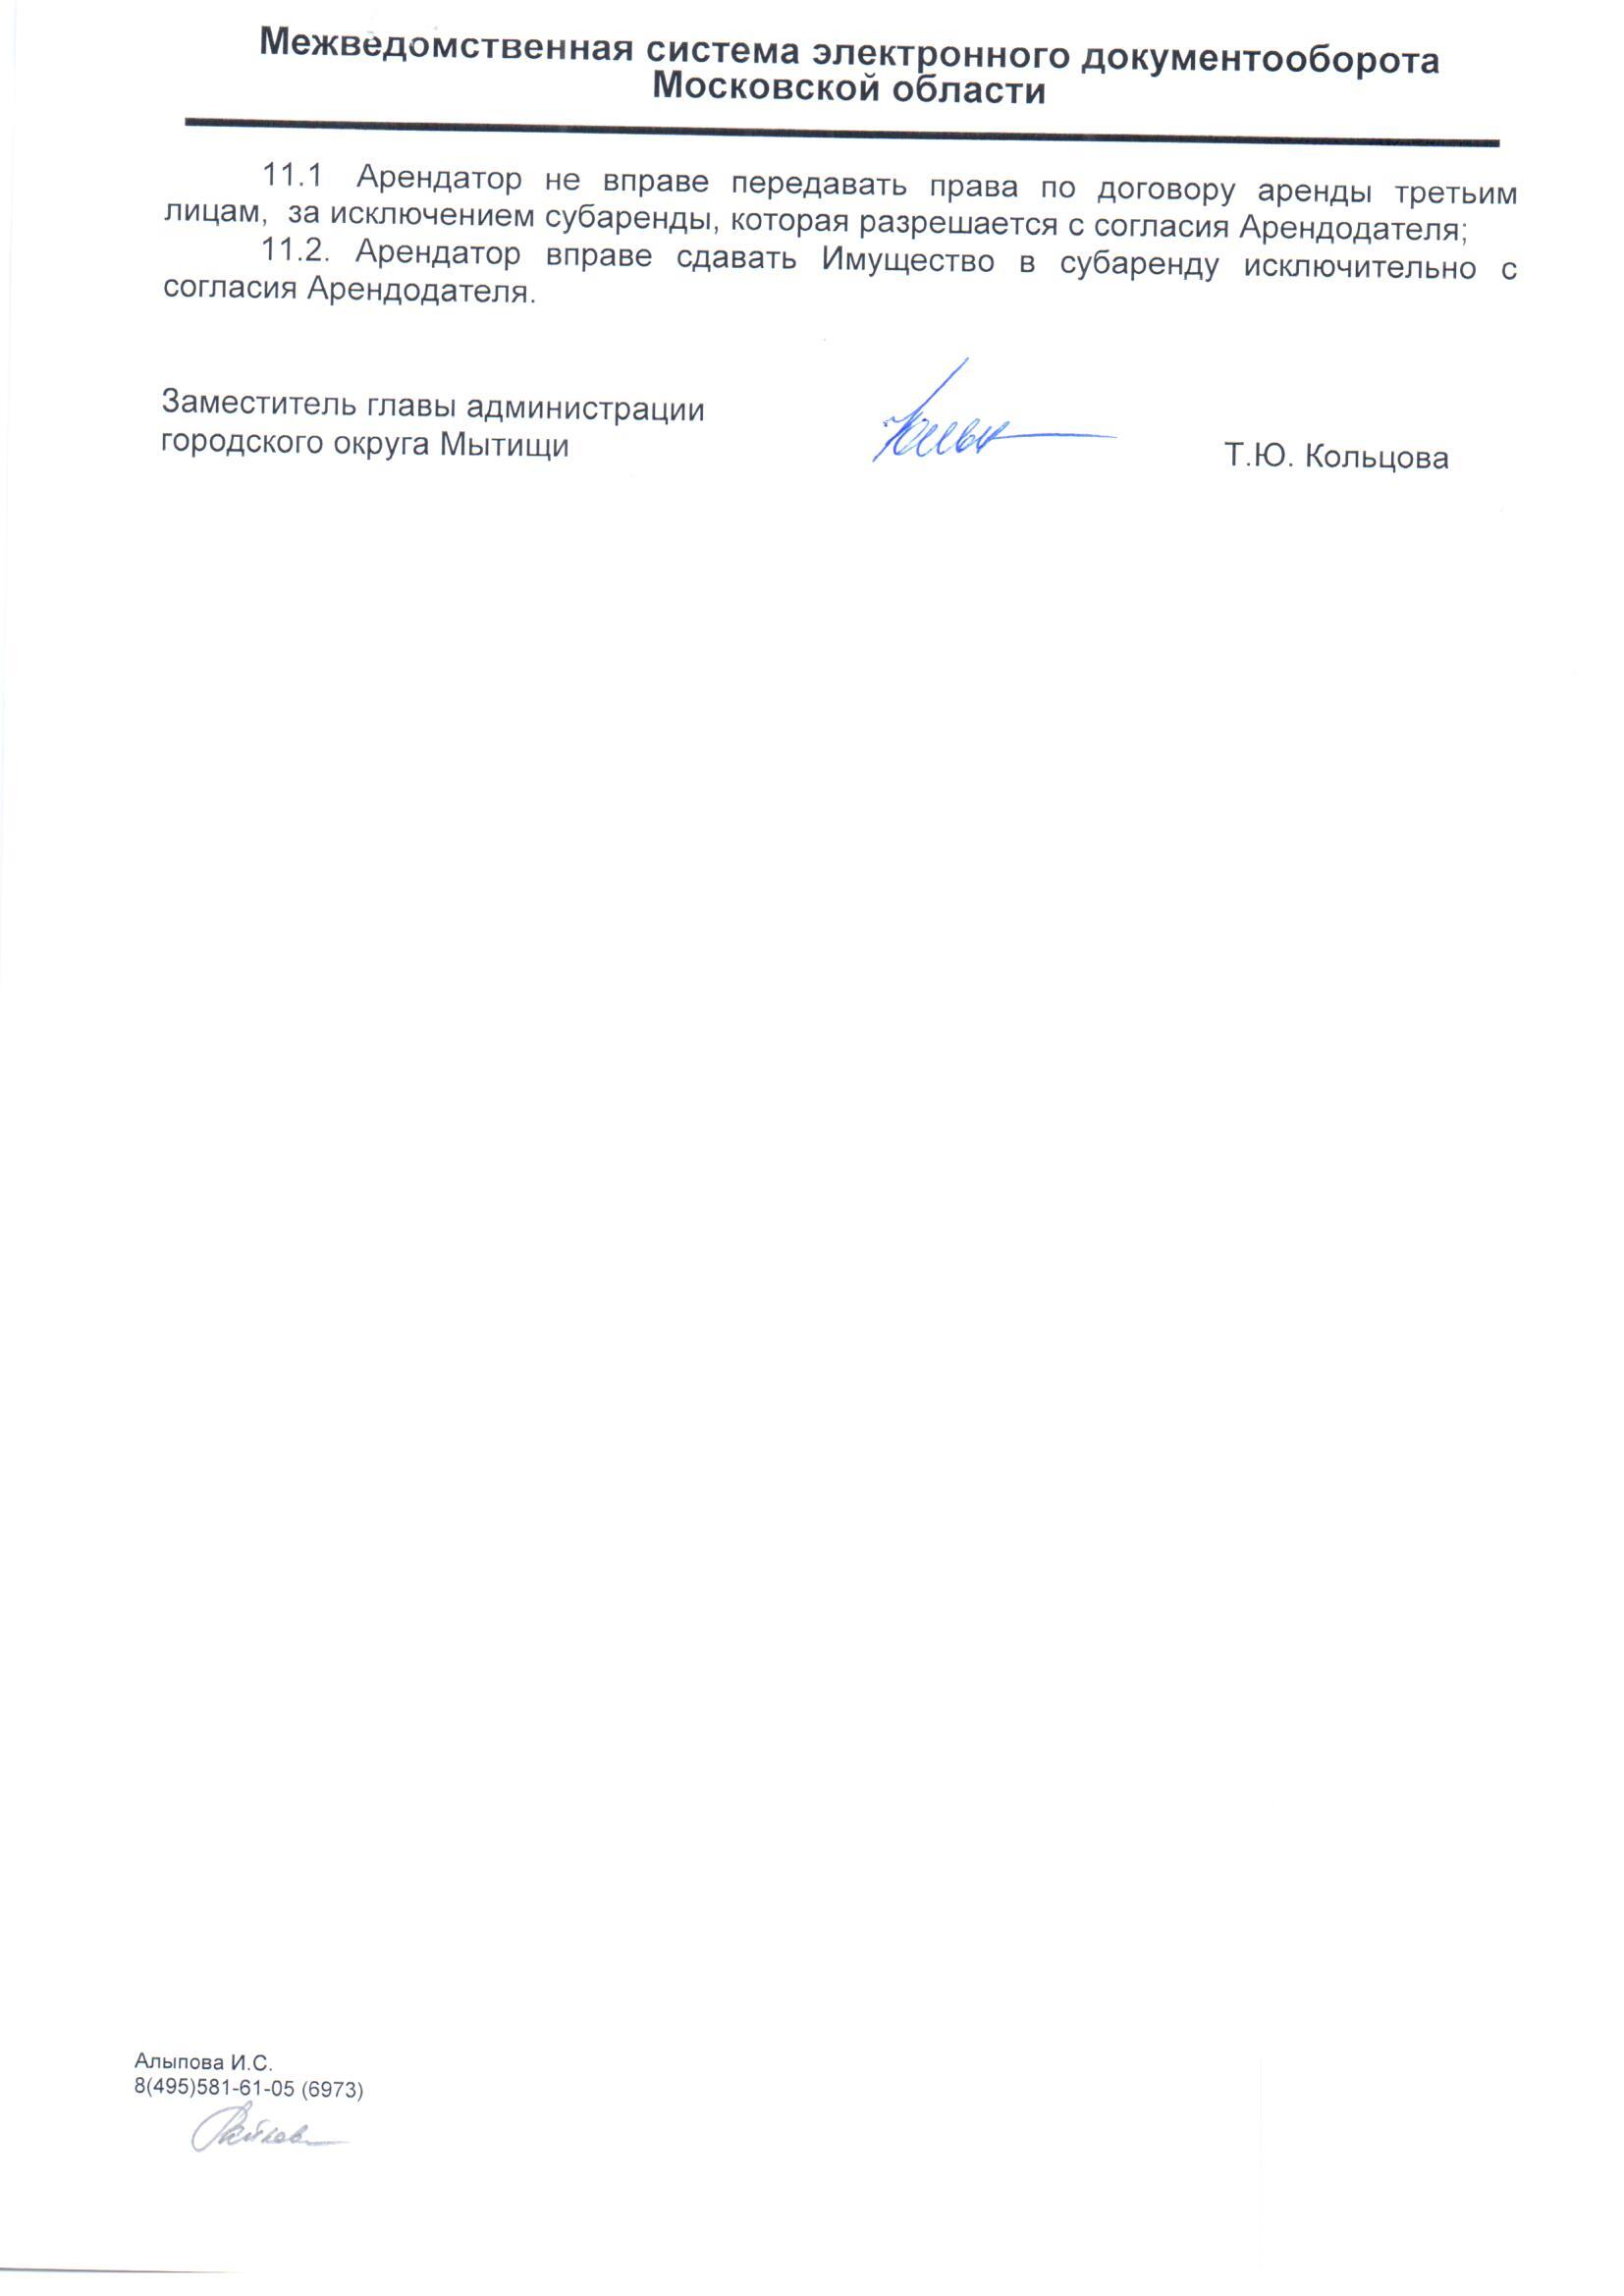 Межведомственная система электронного документооборота
Московской области
11.1 Арендатор не вправе передавать права по договору аренды третьим
лицам, за исключением субаренды, которая разрешается с согласия Арендодателя;
11.2. Арендатор вправе сдавать Имущество в субаренду исключительно с
согласия Арендодателя.
Заместитель главы администрации
городского округа Мытищи
Т.Ю. Кольцова
Алыпова И.С.
8(495)581-61-05 (6973)